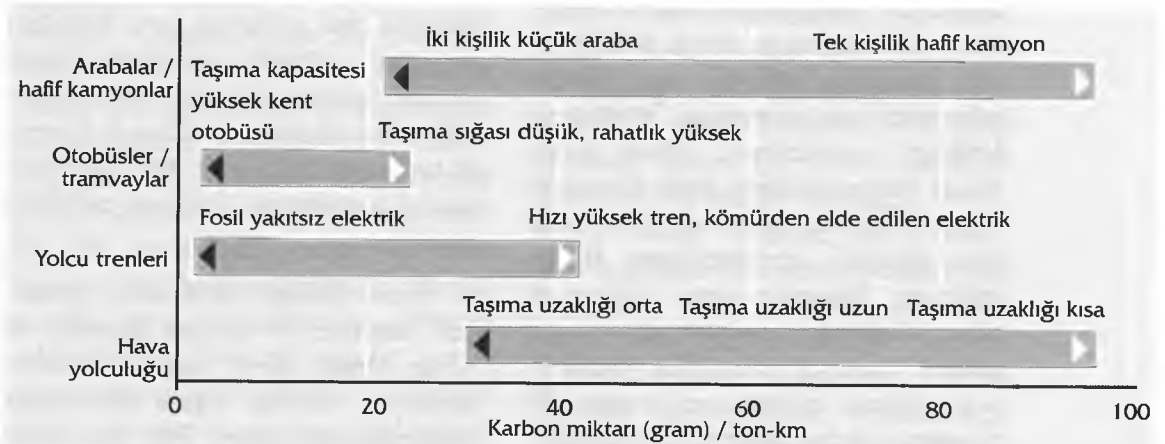 İki kişilik küçük araba
Tek kişilik hafif kamyon
Arabalar /
hafif kamyonlar
Taşıma kapasitesi
yüksek kent
otobüsü
Taşıma sığası düşük, rahatlık yüksek
Otobüsler /
tramvaylar
Fosil yakıtsız elektrik
Hızı yüksek tren, kömürden elde edilen elektrik
Yolcu trenleri
Taşıma uzaklığı orta
Taşıma uzaklığı uzun
Taşıma uzaklığı kısa
Hava
yolculuğu
0
20
40
60
80
100
Karbon miktarı (gram) / ton-km